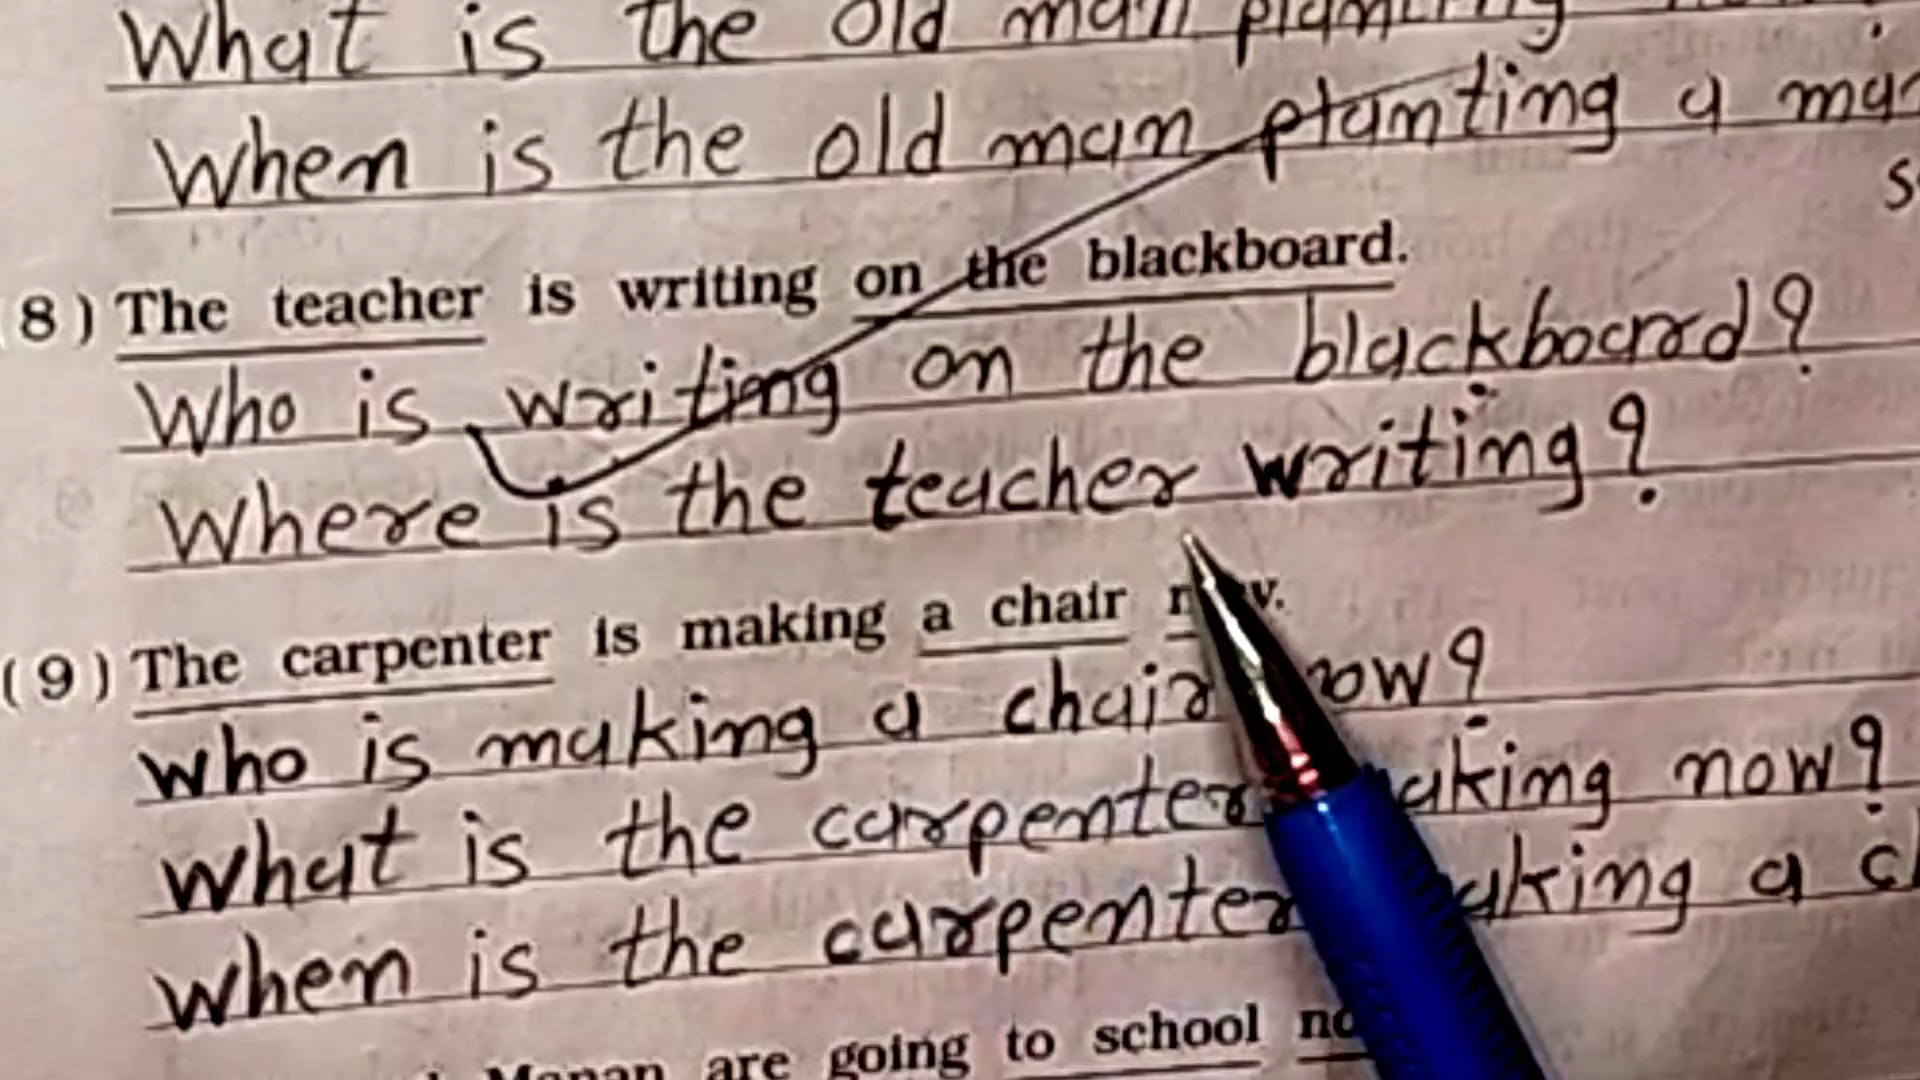 What is the old man planting
When is the old man planting a
8) The teacher is writing on the blackboard.
Who is writing on the blackboard?
Where is the teacher writing?
(9) The carpenter is making a chair
who is making a chair now?
What is the carpenter making now?
When is the carpenter making a
are going to school